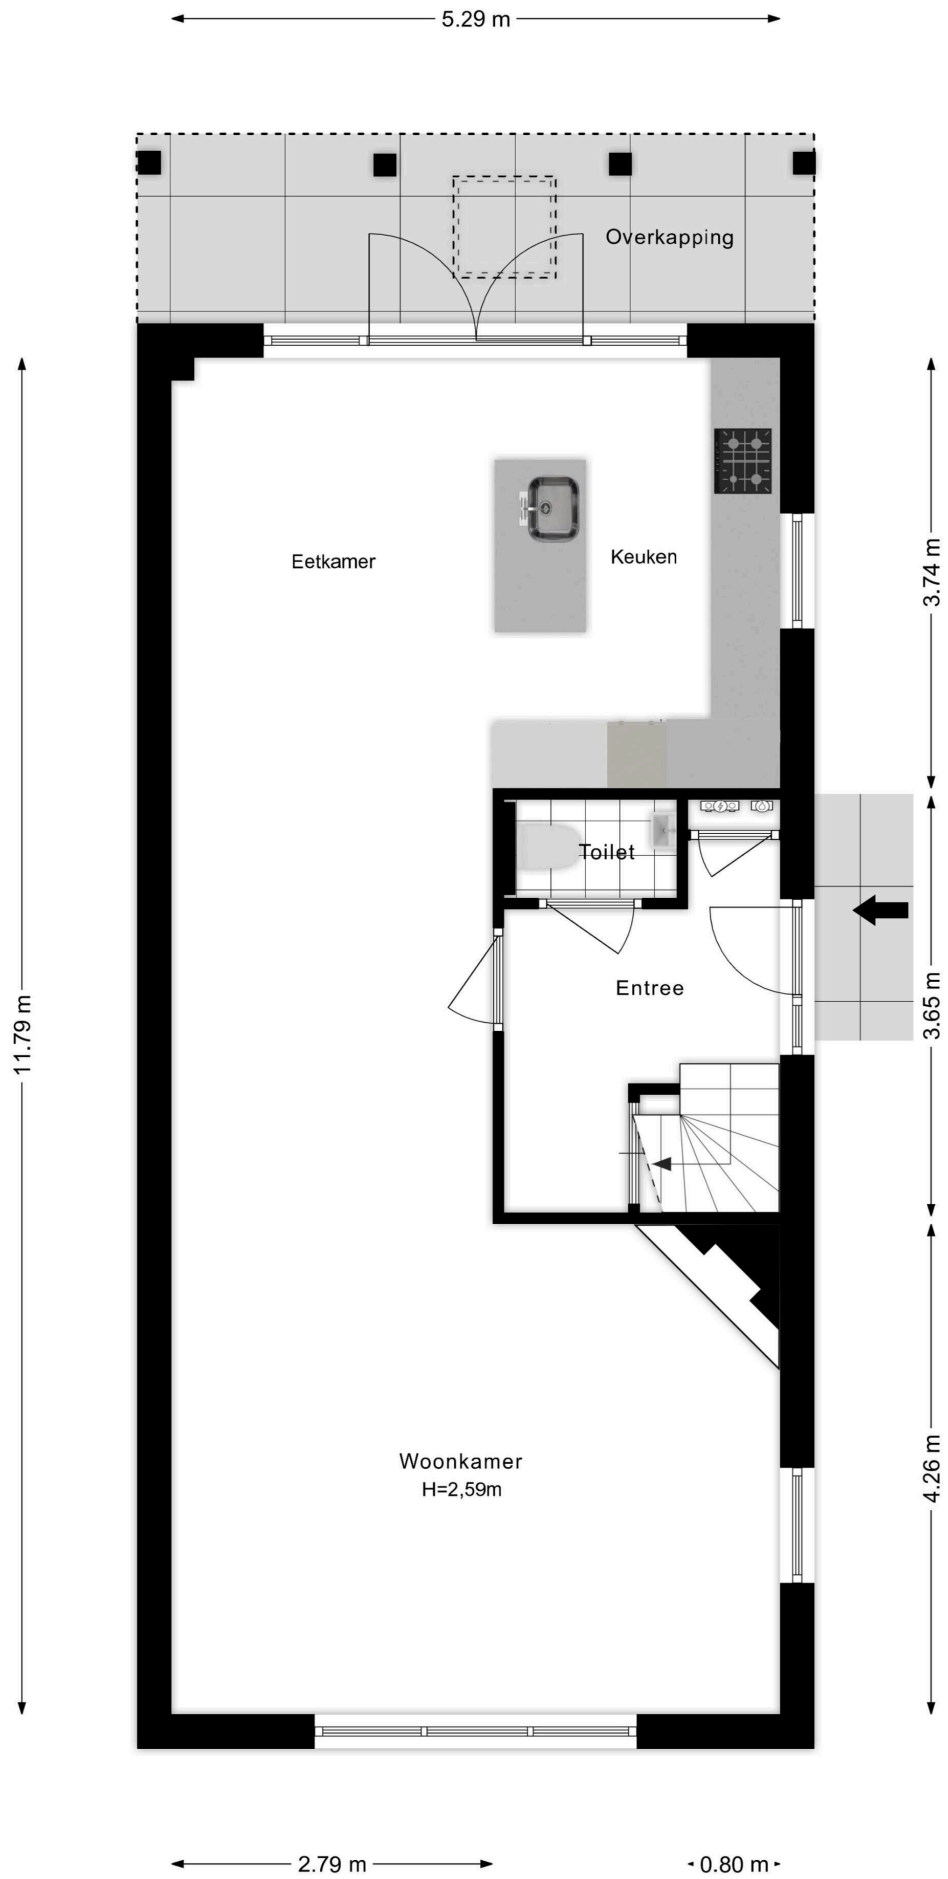 5.29 m
Overkapping
Eetkamer
Keuken
3.74 m
Toilet
Entree
11.79 m
3.65 m
Woonkamer
H=2,59m
4.26 m
2.79 m
0.80 m